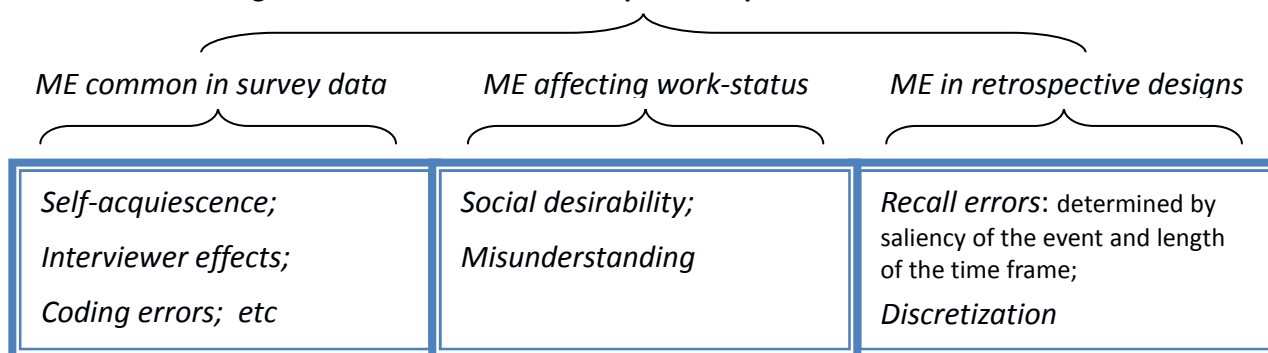 ME common in survey data
ME affecting work-status
ME in retrospective designs
Self-acquiescence;
Interviewer effects;
Coding errors; etc
Social desirability;
Misunderstanding
Recall errors: determined by
saliency of the event and length
of the time frame;
Discretization